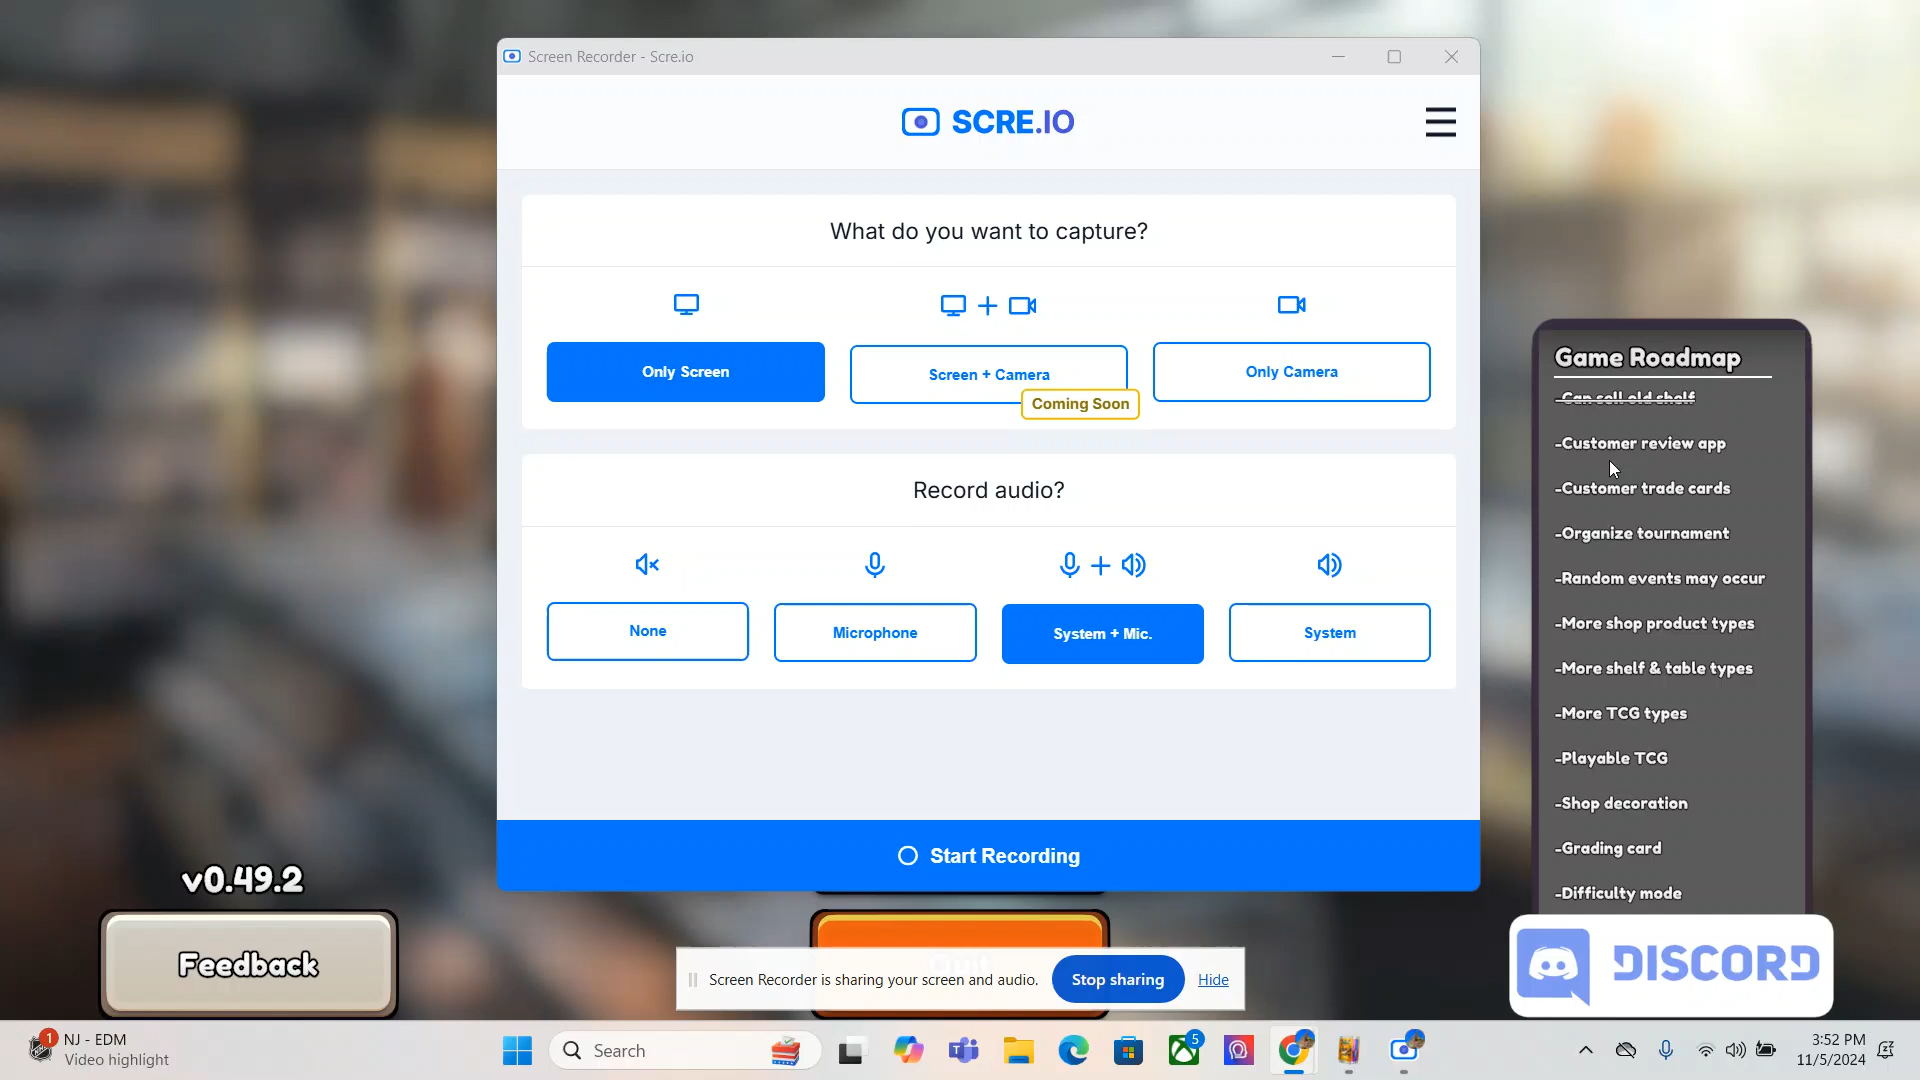 Screen Recorder - Scre.io
SCRE.IO
What do you want to capture?
Only Screen
Screen + Camera
Coming Soon
Only Camera
Record audio?
None
Microphone
System + Mic.
System
Start Recording
Game Roadmap
-Can sell old shelf
-Customer review app
-Customer trade cards
-Organize tournament
-Random events may occur
-More shop product types
-More shelf & table types
-More TCG types
-Playable TCG
-Shop decoration
-Grading card
-Difficulty mode
DISCORD
v0.49.2
Feedback
Quit
Screen Recorder is sharing your screen and audio.
Stop sharing
Hide
1
NJ - EDM
Video highlight
Search
5
3:52 PM
11/5/2024